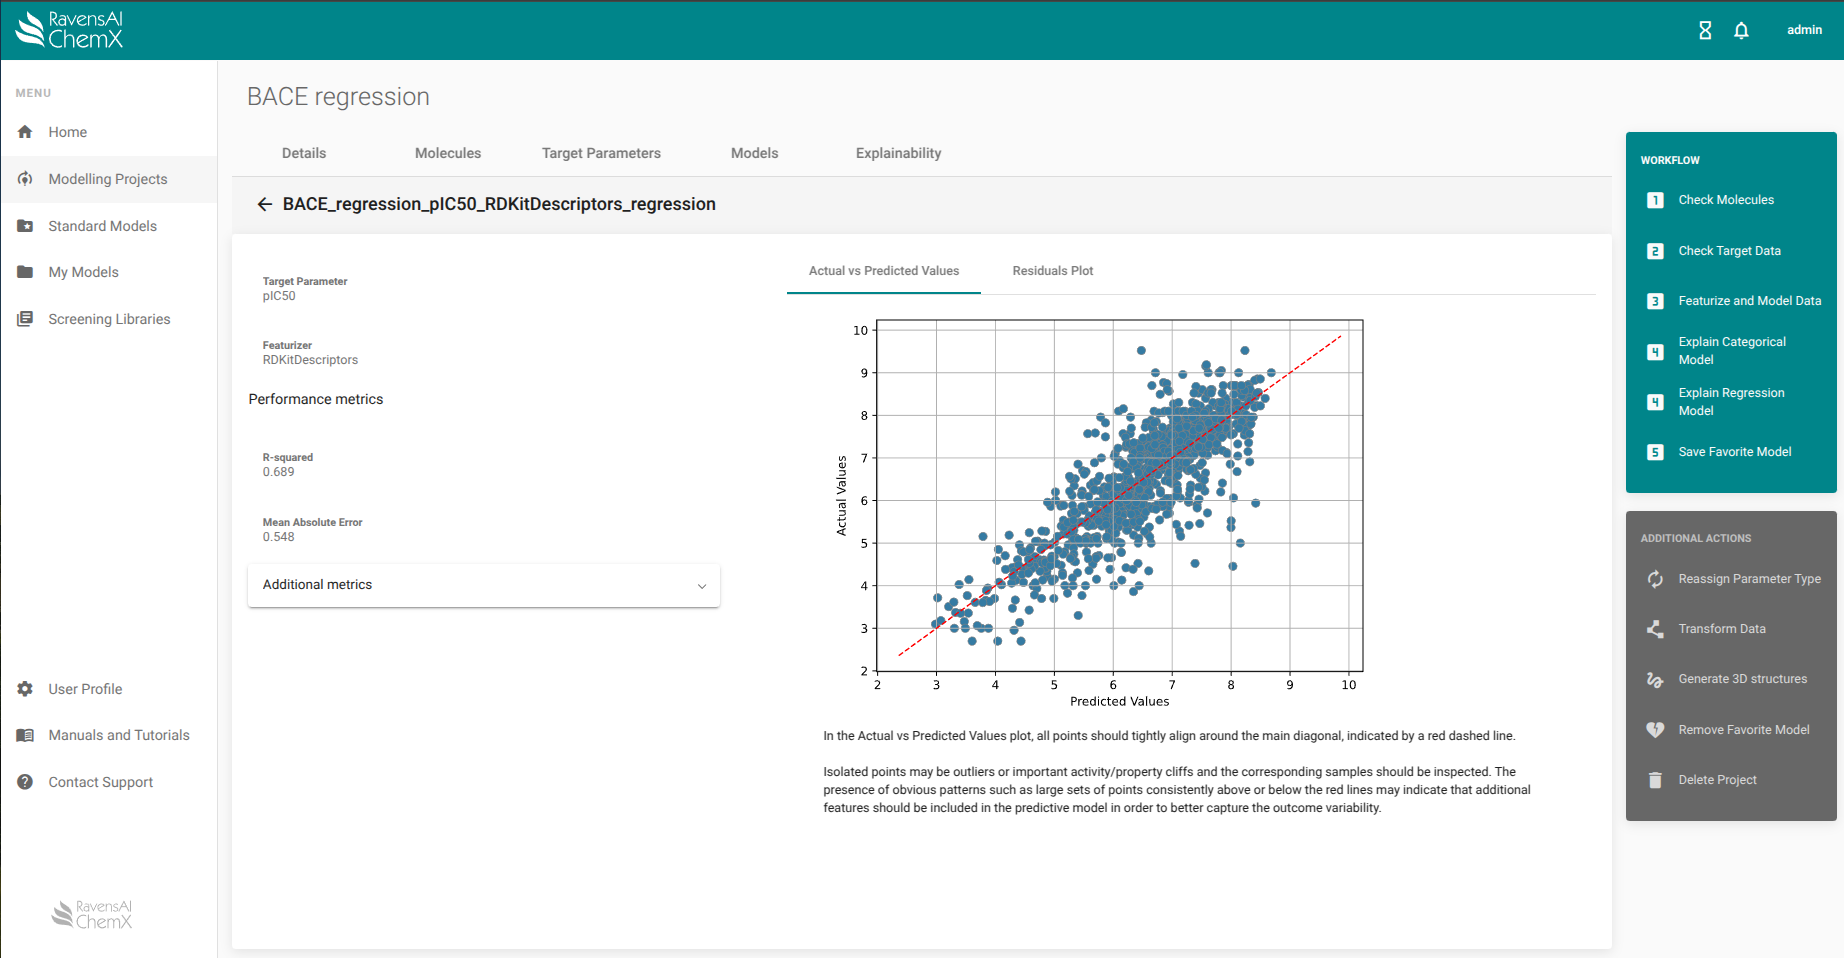 RavensAI
ChemX
admin
MENU
Home
Modelling Projects
Standard Models
My Models
Screening Libraries
User Profile
Manuals and Tutorials
Contact Support
RavensAI
ChemX
BACE regression
Details
Molecules
Target Parameters
Models
Explainability
BACE_regression_pIC50_RDKitDescriptors_regression
Target Parameter
pIC50
Featurizer
RDKitDescriptors
Performance metrics
R-squared
0.689
Mean Absolute Error
0.548
Additional metrics
Actual vs Predicted Values
Residuals Plot
10
9
8
7
6
5
4
3
2
Actual Values
2 3 4 5 6 7 8 9 10
Predicted Values
In the Actual vs Predicted Values plot, all points should tightly align around the main diagonal, indicated by a red dashed line.
Isolated points may be outliers or important activity/property cliffs and the corresponding samples should be inspected. The
presence of obvious patterns such as large sets of points consistently above or below the red lines may indicate that additional
features should be included in the predictive model in order to better capture the outcome variability.
WORKFLOW
1 Check Molecules
2 Check Target Data
3 Featurize and Model Data
4 Explain Categorical
Model
4 Explain Regression
Model
5 Save Favorite Model
ADDITIONAL ACTIONS
Reassign Parameter Type
Transform Data
Generate 3D structures
Remove Favorite Model
Delete Project